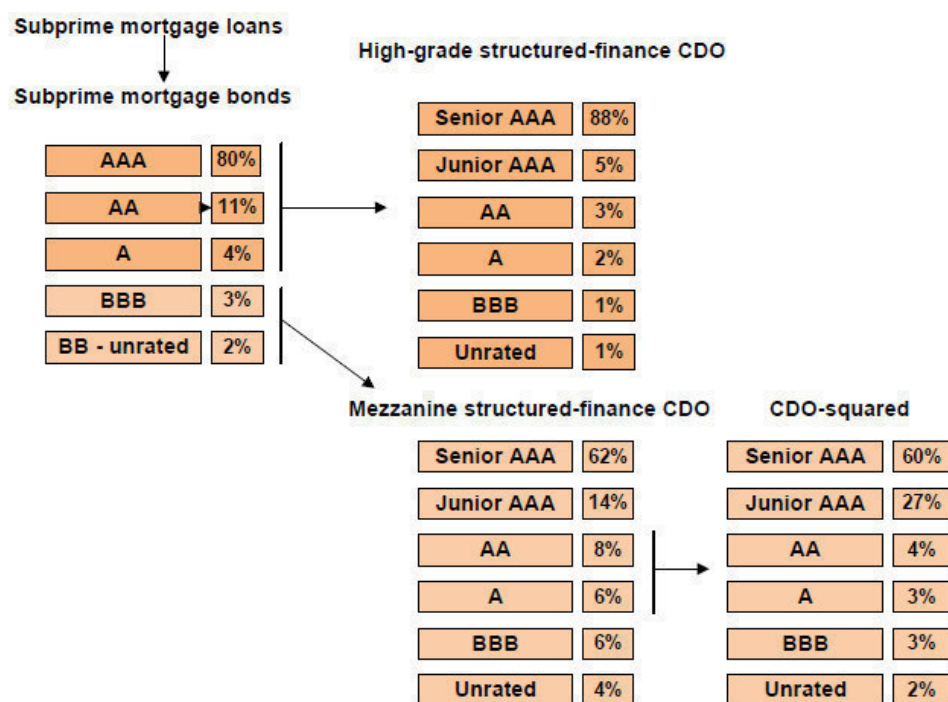 Subprime mortgage loans
Subprime mortgage bonds
AAA 80%
AA 11%
A 4%
BBB 3%
BB - unrated 2%
High-grade structured-finance CDO
Senior AAA 88%
Junior AAA 5%
AA 3%
A 2%
BBB 1%
Unrated 1%
Mezzanine structured-finance CDO
Senior AAA 62%
Junior AAA 14%
AA 8%
A 6%
BBB 6%
Unrated 4%
CDO-squared
Senior AAA 60%
Junior AAA 27%
AA 4%
A 3%
BBB 3%
Unrated 2%